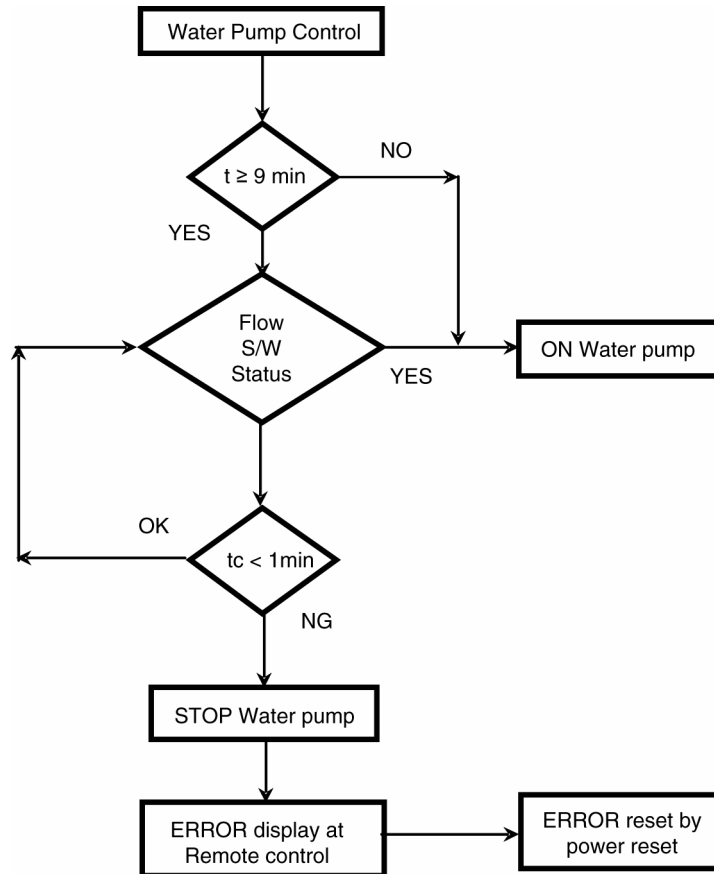 Water Pump Control
t ≥ 9 min
NO
YES
Flow
S/W
Status
YES
ON Water pump
OK
tc < 1min
NG
STOP Water pump
ERROR display at
Remote control
ERROR reset by
power reset